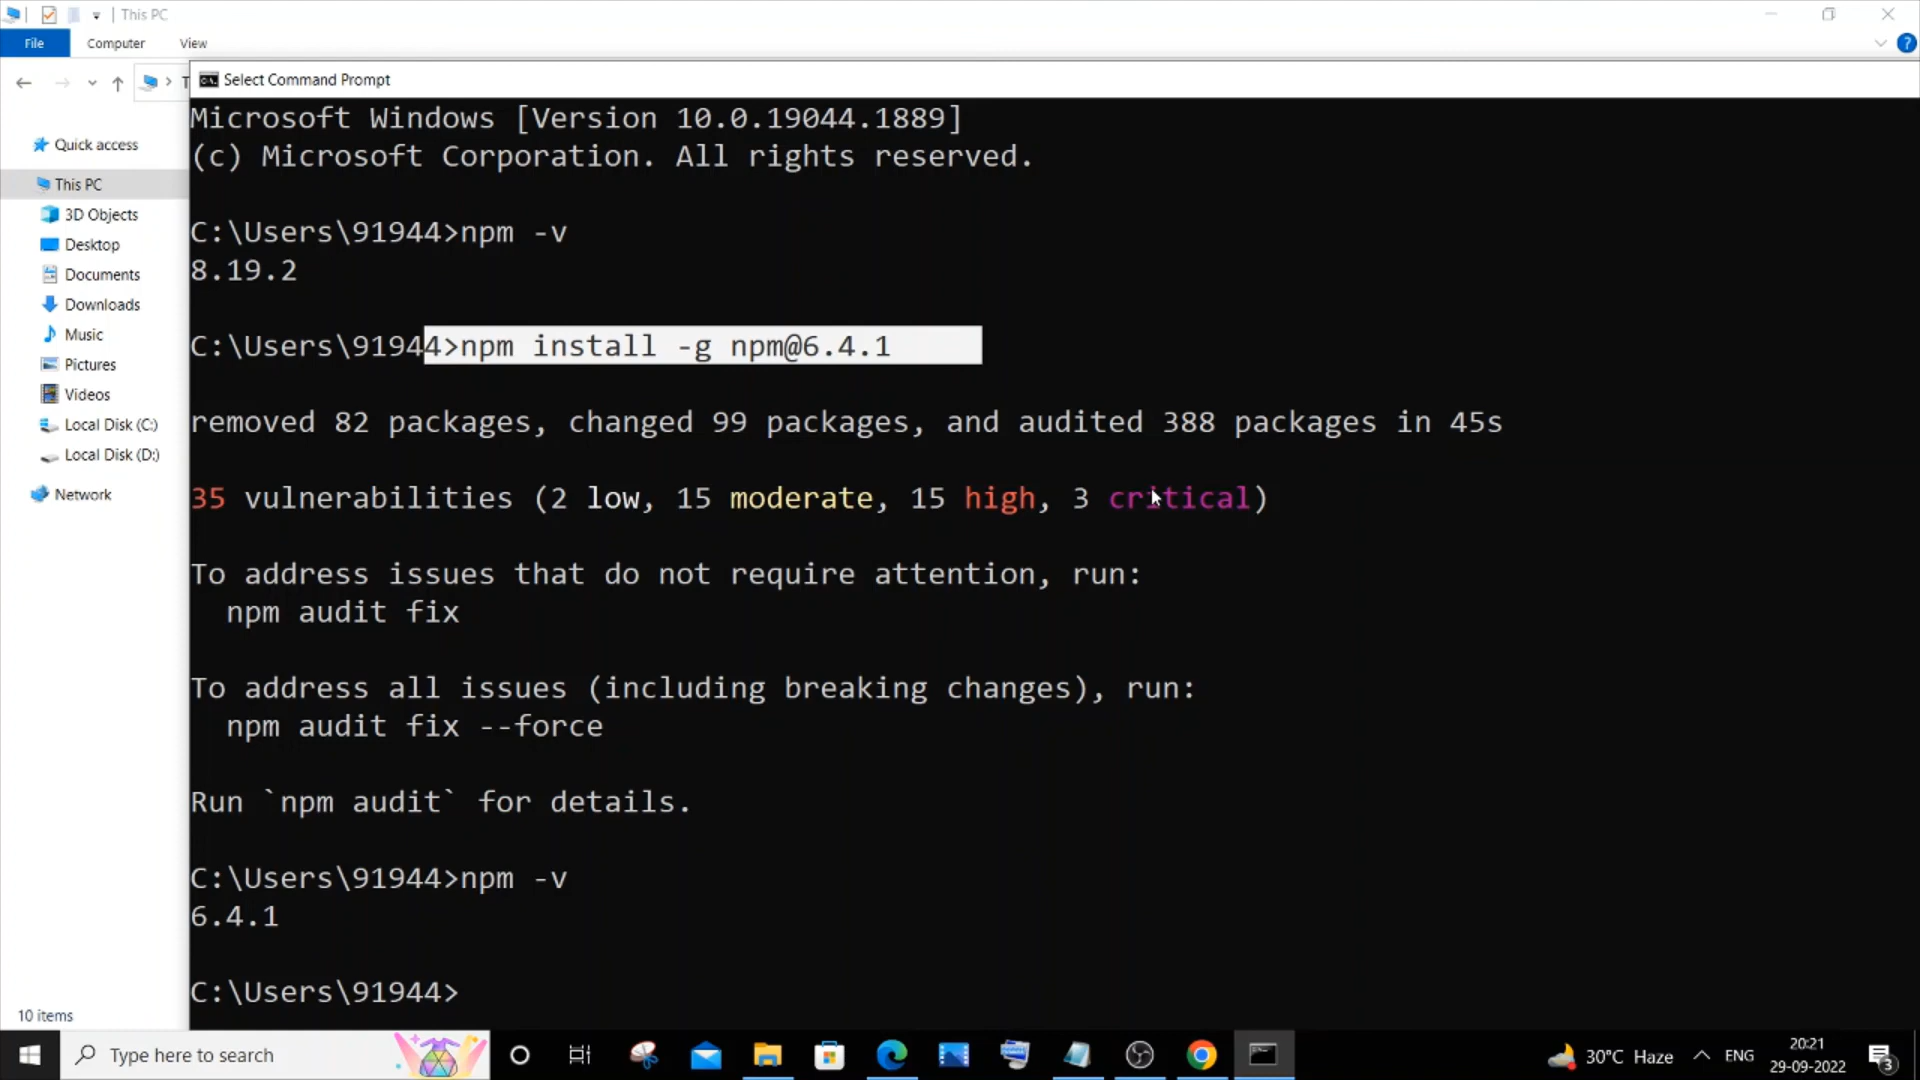 This PC
File
Computer
View
T
Select Command Prompt
Quick access
This PC
3D Objects
Desktop
Documents
Downloads
Music
Pictures
Videos
Local Disk (C:)
Local Disk (D:)
Network
10 items
Microsoft Windows [Version 10.0.19044.1889]
(c) Microsoft Corporation. All rights reserved.
C:\Users\91944>npm -v
8.19.2
C:\Users\91944>npm install -g npm@6.4.1
removed 82 packages, changed 99 packages, and audited 388 packages in 45s
35 vulnerabilities (2 low, 15 moderate, 15 high, 3 critical)
To address issues that do not require attention, run:
npm audit fix
To address all issues (including breaking changes), run:
npm audit fix --force
Run `npm audit` for details.
C:\Users\91944>npm -v
6.4.1
C:\Users\91944>
Type here to search
30°C Haze
ENG
20:21
29-09-2022
3